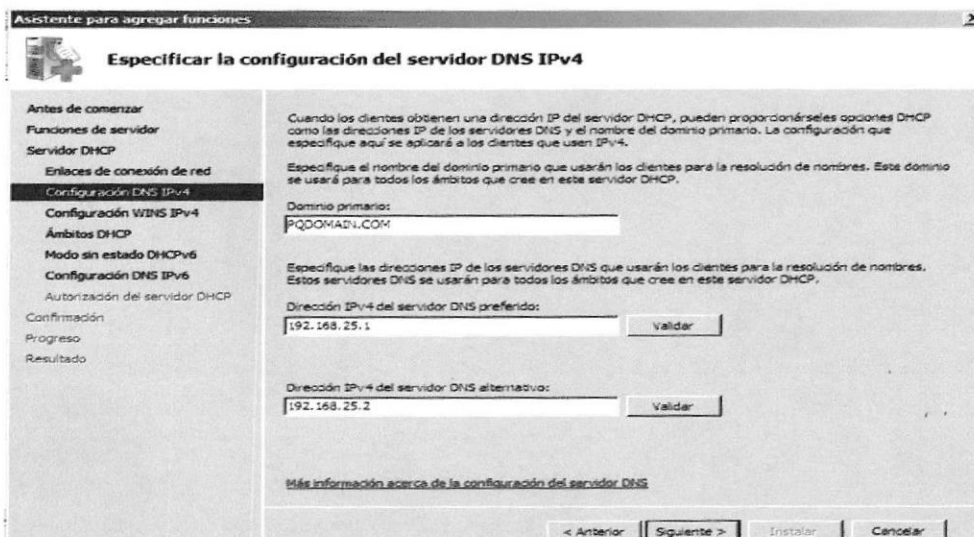 Asistente para agregar funciones
Especificar la configuración del servidor DNS IPv4
Antes de comenzar
Funciones de servidor
Servidor DHCP
Enlaces de conexión de red
Configuración DNS IPv4
Configuración WINS IPv4
Ámbitos DHCP
Modo sin estado DHCPv6
Configuración DNS IPv6
Autorización del servidor DHCP
Confirmación
Progreso
Resultado
Cuando los clientes obtienen una dirección IP del servidor DHCP, pueden proporcionárseles opciones DHCP
como las direcciones IP de los servidores DNS y el nombre del dominio primario. La configuración que
especifique aquí se aplicará a los clientes que usen IPv4.
Especifique el nombre del dominio primario que usarán los clientes para la resolución de nombres. Este dominio
se usará para todos los ámbitos que cree en este servidor DHCP.
Dominio primario:
PQDOMAIN.COM
Especifique las direcciones IP de los servidores DNS que usarán los clientes para la resolución de nombres.
Estos servidores DNS se usarán para todos los ámbitos que cree en este servidor DHCP.
Dirección IPv4 del servidor DNS preferido:
192.168.25.1
Validar
Dirección IPv4 del servidor DNS alternativo:
192.168.25.2
Validar
Más información acerca de la configuración del servidor DNS
< Anterior
Siguiente >
Instalar
Cancelar